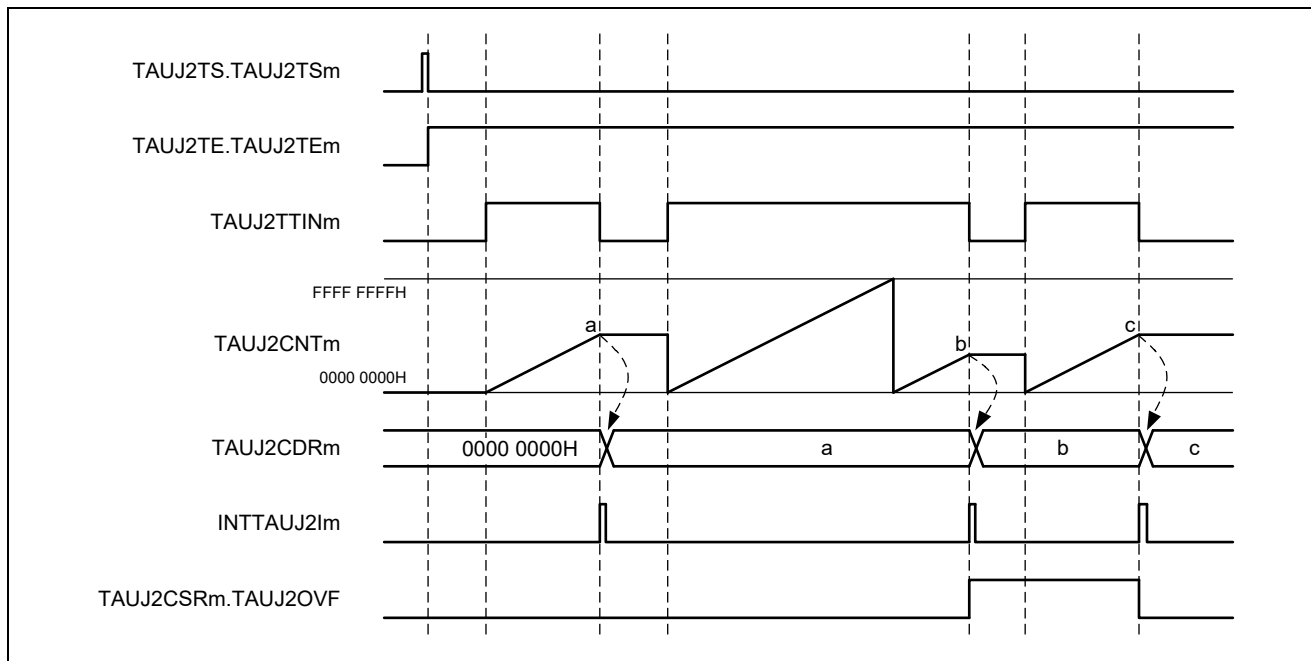 TAUJ2TS.TAUJ2TSm
TAUJ2TE.TAUJ2TEm
TAUJ2TTINm
FFFF FFFFH
TAUJ2CNTm
a
b
c
0000 0000H
TAUJ2CDRm
0000 0000H
a
b
c
INTTAUJ2Im
TAUJ2CSRm.TAUJ2OVF